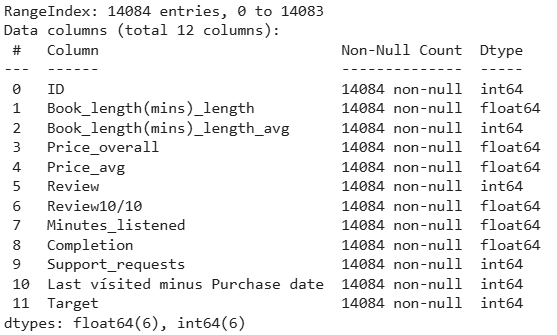 RangeIndex: 14084 entries, 0 to 14083
Data columns (total 12 columns):
 #   Column                           Non-Null Count  Dtype
---  ------                           --------------  -----
 0   ID                               14084 non-null  int64
 1   Book_length(mins)_length         14084 non-null  float64
 2   Book_length(mins)_length_avg     14084 non-null  int64
 3   Price_overall                    14084 non-null  float64
 4   Price_avg                        14084 non-null  float64
 5   Review                           14084 non-null  int64
 6   Review10/10                      14084 non-null  float64
 7   Minutes_listened                 14084 non-null  float64
 8   Completion                       14084 non-null  float64
 9   Support_requests                 14084 non-null  int64
 10  Last vísited minus Purchase date  14084 non-null  int64
 11  Target                           14084 non-null  int64
dtypes: float64(6), int64(6)